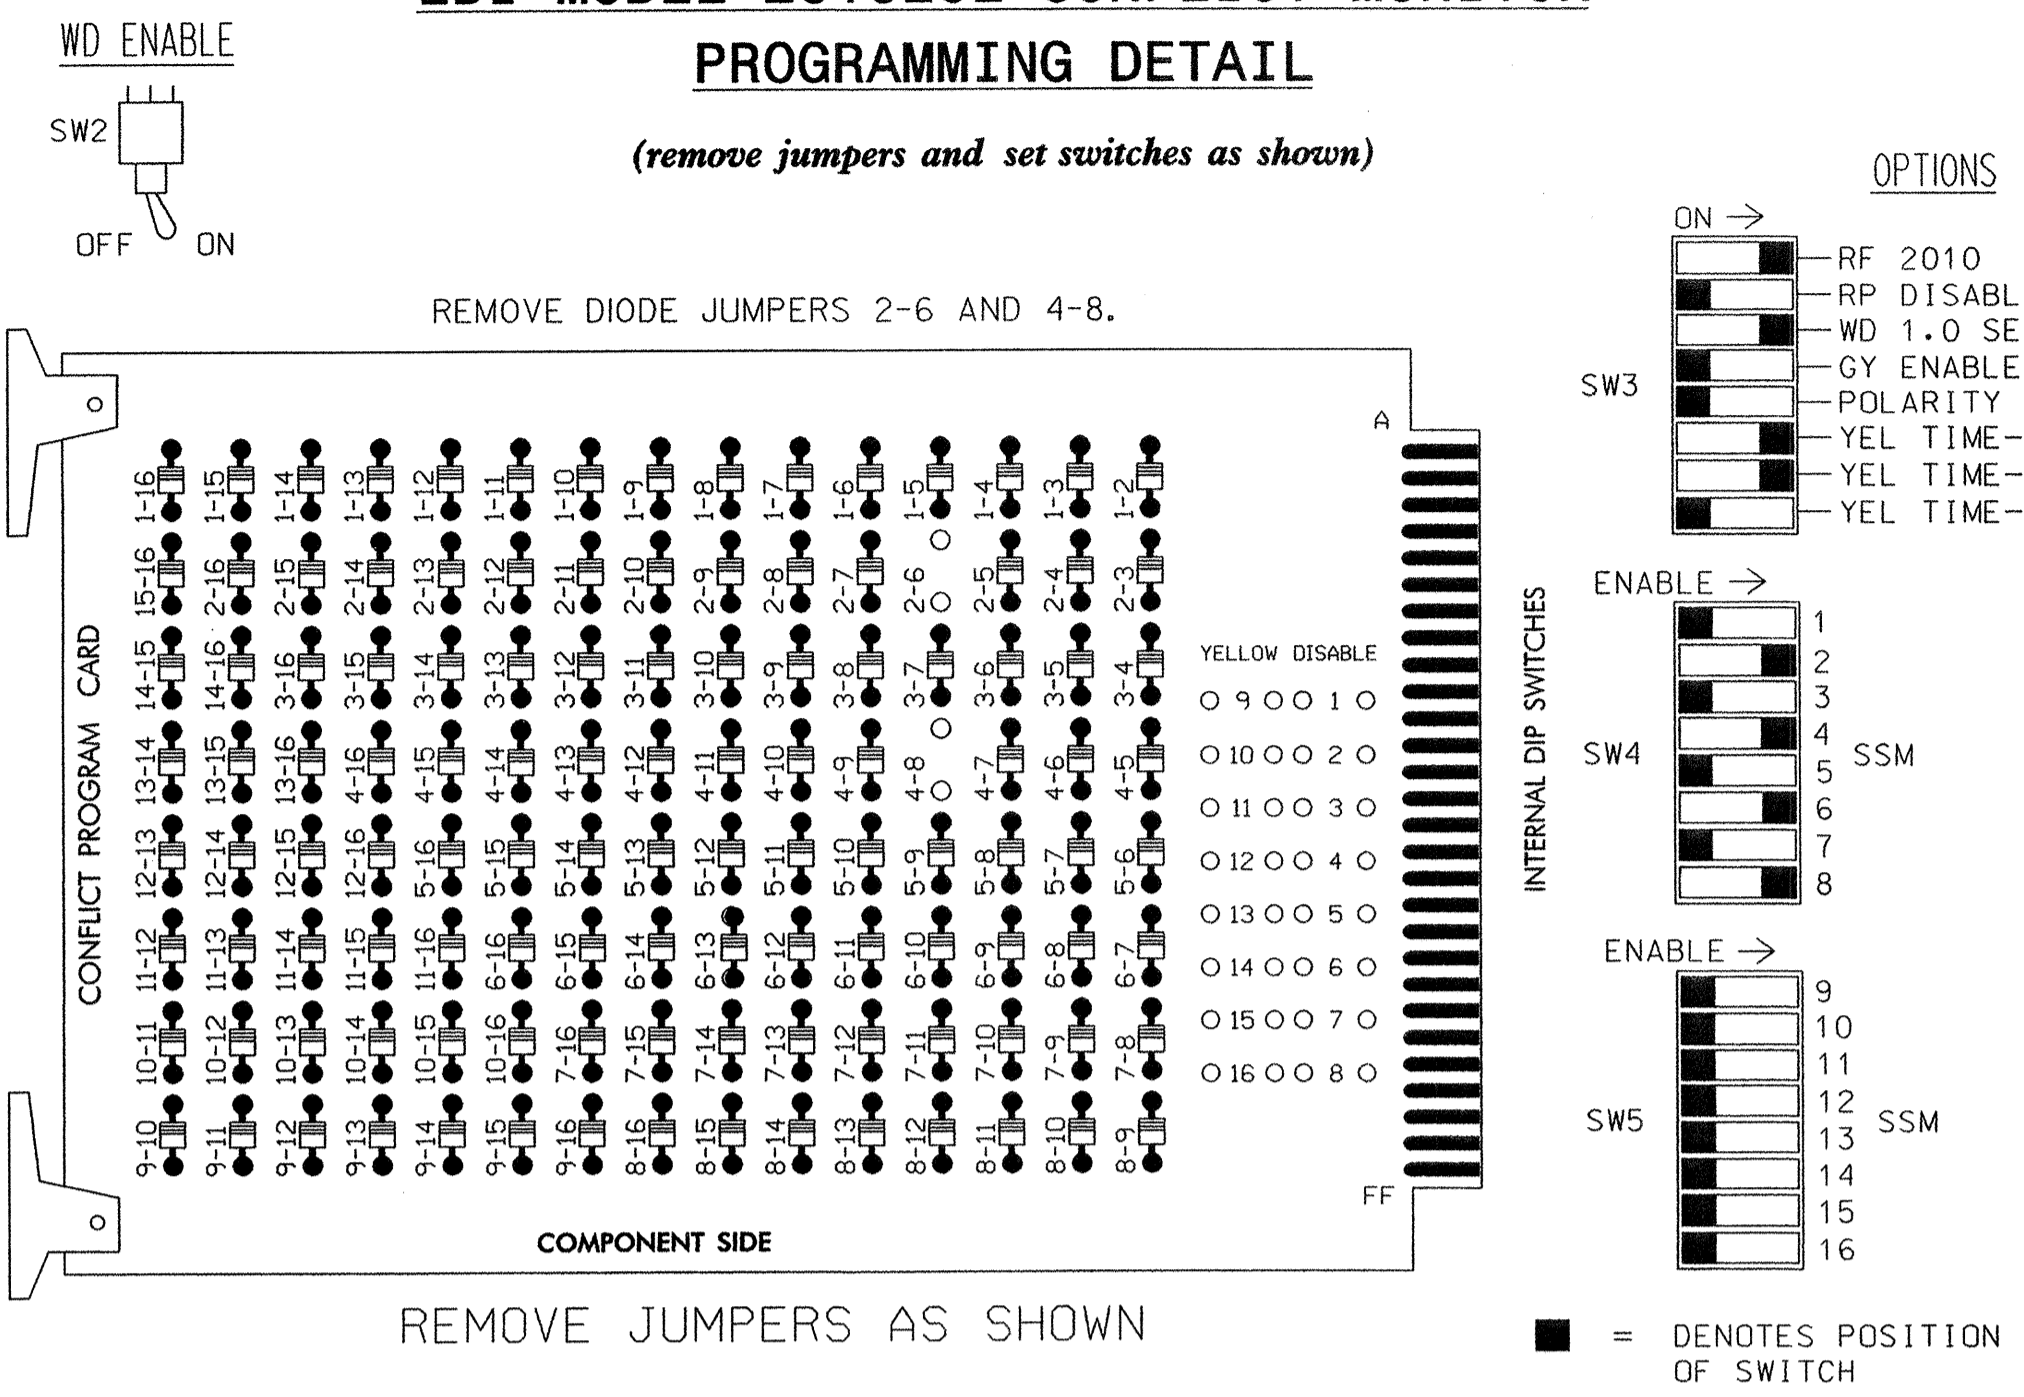 PROGRAMMING DETAIL
(remove jumpers and set switches as shown)
WD ENABLE
SW2
OFF ON
REMOVE DIODE JUMPERS 2-6 AND 4-8.
CONFLICT PROGRAM CARD
1-16 1-15 1-14 1-13 1-12 1-11 1-10 1-9 1-8 1-7 1-6 1-5 1-4 1-3 1-2
15-16 2-16 2-15 2-14 2-13 2-12 2-11 2-10 2-9 2-8 2-7 2-6 2-5 2-4 2-3
14-15 14-16 3-16 3-15 3-14 3-13 3-12 3-11 3-10 3-9 3-8 3-7 3-6 3-5 3-4
13-14 13-15 13-16 4-16 4-15 4-14 4-13 4-12 4-11 4-10 4-9 4-8 4-7 4-6 4-5
12-13 12-14 12-15 12-16 5-16 5-15 5-14 5-13 5-12 5-11 5-10 5-9 5-8 5-7 5-6
11-12 11-13 11-14 11-15 11-16 6-16 6-15 6-14 6-13 6-12 6-11 6-10 6-9 6-8 6-7
10-11 10-12 10-13 10-14 10-15 10-16 7-16 7-15 7-14 7-13 7-12 7-11 7-10 7-9 7-8
9-10 9-11 9-12 9-13 9-14 9-15 9-16 8-16 8-15 8-14 8-13 8-12 8-11 8-10 8-9
A
YELLOW DISABLE
9 1
10 2
11 3
12 4
13 5
14 6
15 7
16 8
FF
COMPONENT SIDE
REMOVE JUMPERS AS SHOWN
INTERNAL DIP SWITCHES
OPTIONS
ON →
SW3
RF 2010
RP DISABL
WD 1.0 SE
GY ENABLE
POLARITY
YEL TIME-
YEL TIME-
YEL TIME-
ENABLE →
SW4
1
2
3
4
5
6
7
8
SSM
ENABLE →
SW5
9
10
11
12
13
14
15
16
SSM
= DENOTES POSITION
OF SWITCH